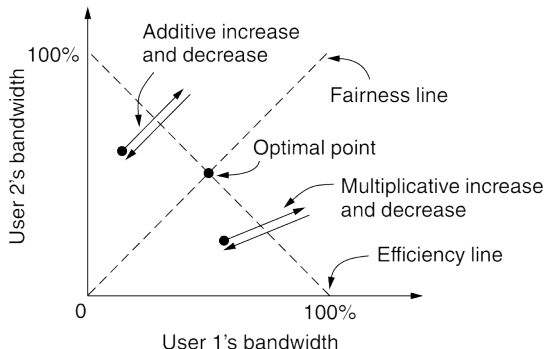 Additive increase
and decrease
100%
Fairness line
User 2's bandwidth
Optimal point
Multiplicative increase
and decrease
Efficiency line
0
100%
User 1's bandwidth